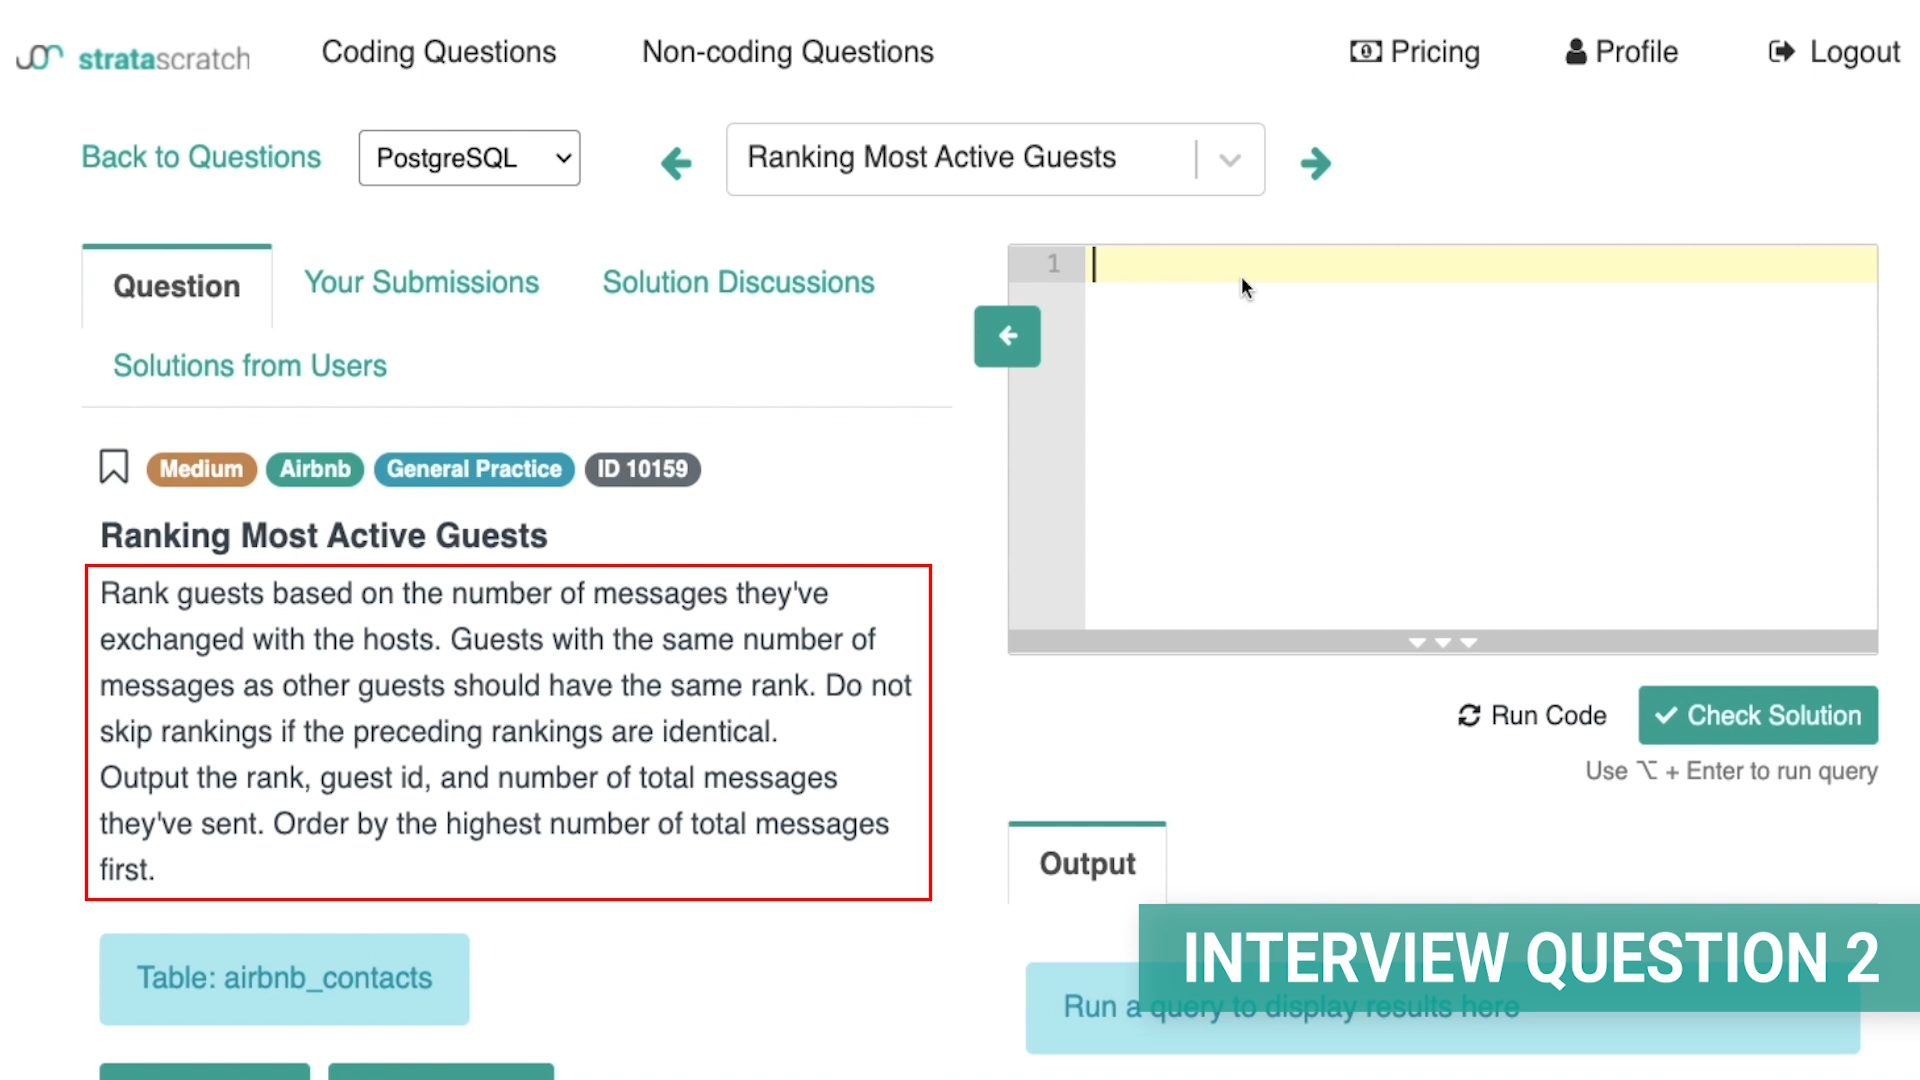 stratascratch
Coding Questions
Non-coding Questions
Pricing
Profile
Logout
Back to Questions
PostgreSQL
Ranking Most Active Guests
Question
Your Submissions
Solution Discussions
Solutions from Users
1
Medium
Airbnb
General Practice
ID 10159
Ranking Most Active Guests
Rank guests based on the number of messages they've
exchanged with the hosts. Guests with the same number of
messages as other guests should have the same rank. Do not
skip rankings if the preceding rankings are identical.
Output the rank, guest id, and number of total messages
they've sent. Order by the highest number of total messages
first.
Table: airbnb_contacts
Run Code
Check Solution
Use ⌥ + Enter to run query
Output
Run a query to display results here
INTERVIEW QUESTION 2